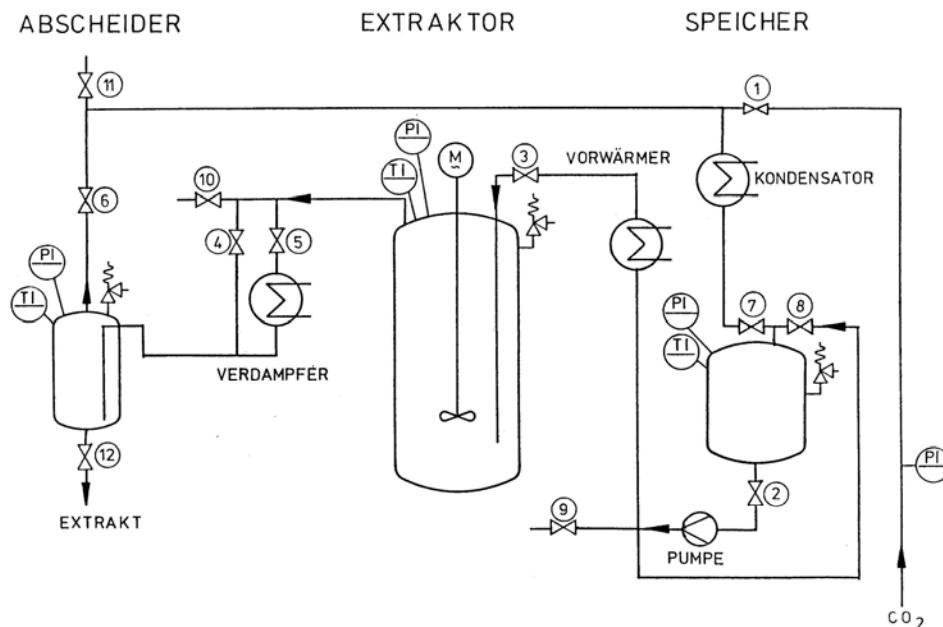 ABSCHEIDER
EXTRAKTOR
SPEICHER
11
1
PI
TI
M
~
3
VORWÄRMER
KONDENSATOR
10
6
4
5
PI
TI
PI
TI
7
8
VERDAMPFER
12
2
PI
EXTRAKT
9
PUMPE
CO2